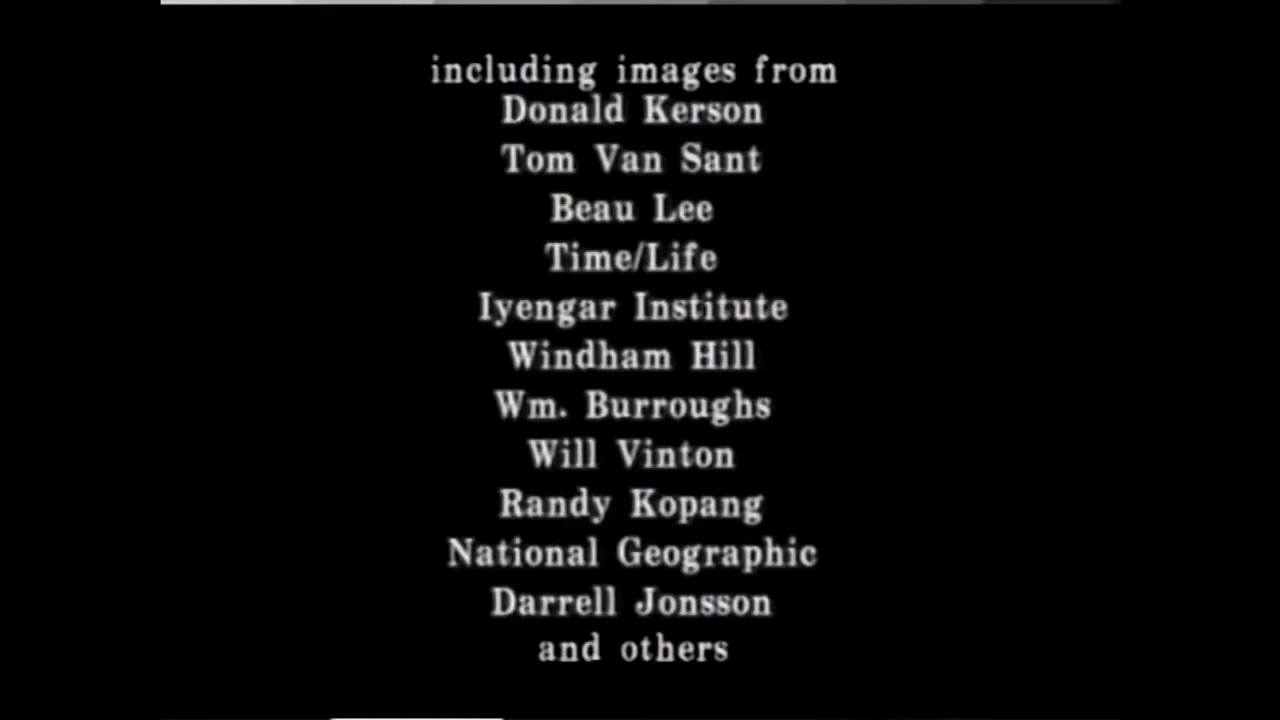 including images from
Donald Kerson
Tom Van Sant
Beau Lee
Time/Life
Iyengar Institute
Windham Hill
Wm. Burroughs
Will Vinton
Randy Kopang
National Geographic
Darrell Jonsson
and others